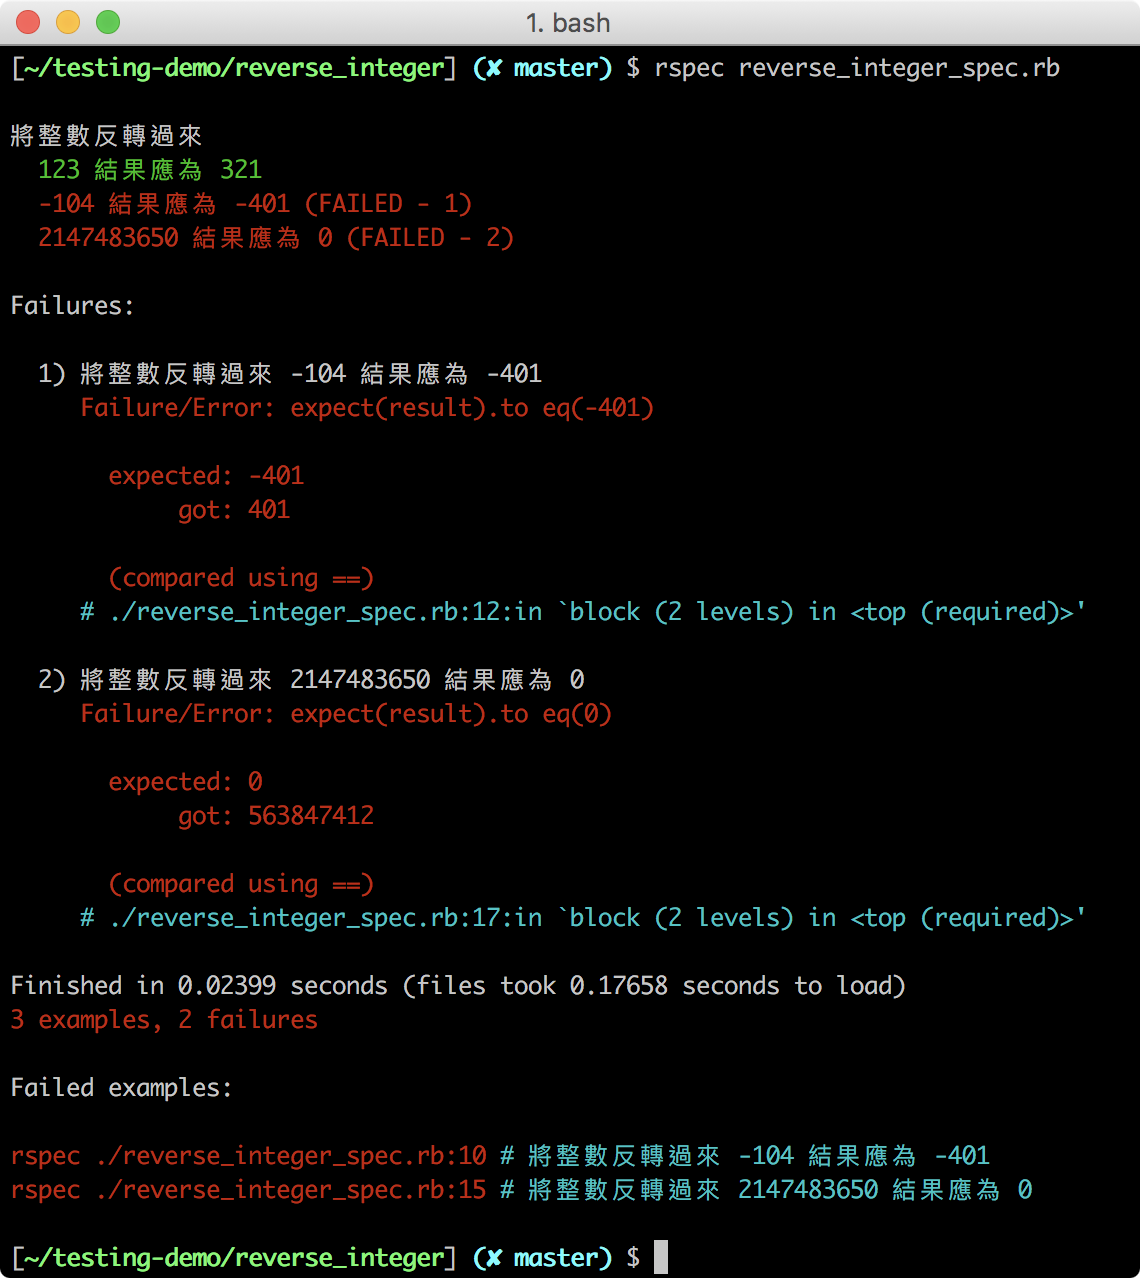 1. bash
[~/testing-demo/reverse_integer] (✘ master) $ rspec reverse_integer_spec.rb
將整數反轉過來
123 結果應為 321
-104 結果應為 -401 (FAILED - 1)
2147483650 結果應為 0 (FAILED - 2)
Failures:
1) 將整數反轉過來 -104 結果應為 -401
Failure/Error: expect(result).to eq(-401)
expected: -401
got: 401
(compared using ==)
# ./reverse_integer_spec.rb:12:in `block (2 levels) in <top (required)>'
2) 將整數反轉過來 2147483650 結果應為 0
Failure/Error: expect(result).to eq(0)
expected: 0
got: 563847412
(compared using ==)
# ./reverse_integer_spec.rb:17:in `block (2 levels) in <top (required)>'
Finished in 0.02399 seconds (files took 0.17658 seconds to load)
3 examples, 2 failures
Failed examples:
rspec ./reverse_integer_spec.rb:10 # 將整數反轉過來 -104 結果應為 -401
rspec ./reverse_integer_spec.rb:15 # 將整數反轉過來 2147483650 結果應為 0
[~/testing-demo/reverse_integer] (✘ master) $